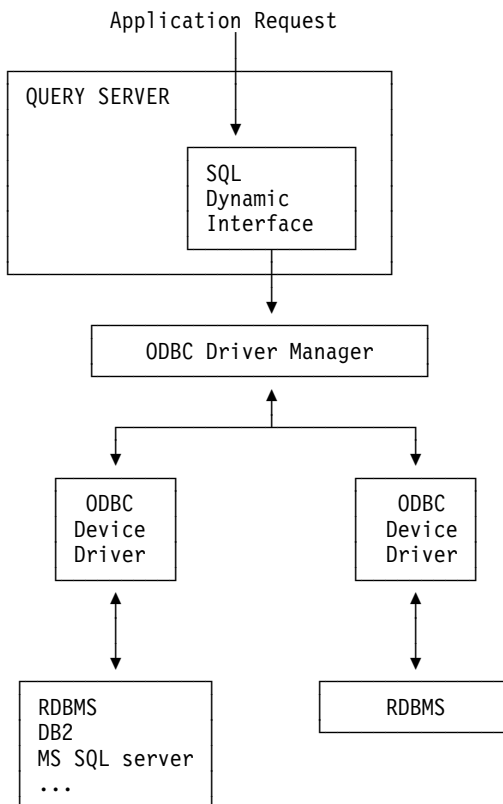 Application Request
QUERY SERVER
SQL
Dynamic
Interface
ODBC Driver Manager
ODBC
Device
Driver
ODBC
Device
Driver
RDBMS
DB2
MS SQL server
...
RDBMS